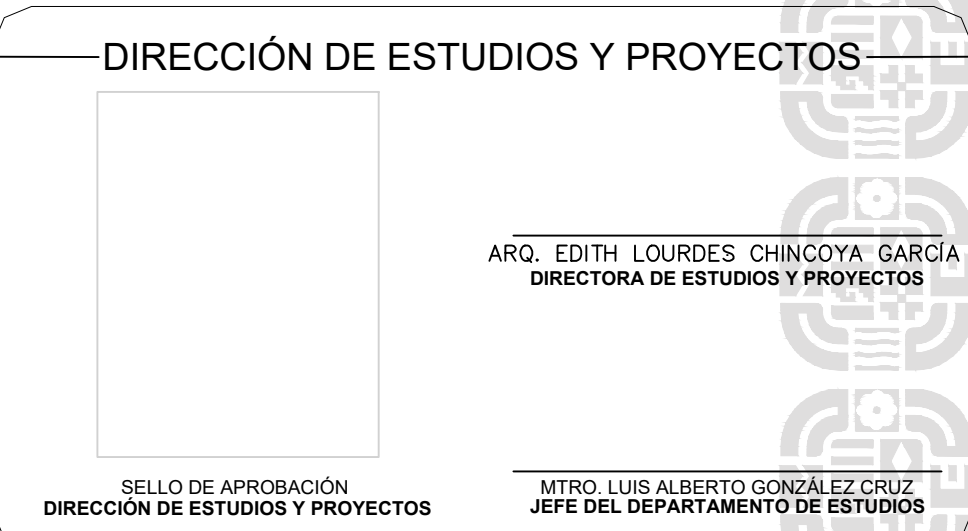 DIRECCIÓN DE ESTUDIOS Y PROYECTOS
ARQ. EDITH LOURDES CHINCOYA GARCÍA
DIRECTORA DE ESTUDIOS Y PROYECTOS
SELLO DE APROBACIÓN
DIRECCIÓN DE ESTUDIOS Y PROYECTOS
MTRO. LUIS ALBERTO GONZÁLEZ CRUZ
JEFE DEL DEPARTAMENTO DE ESTUDIOS